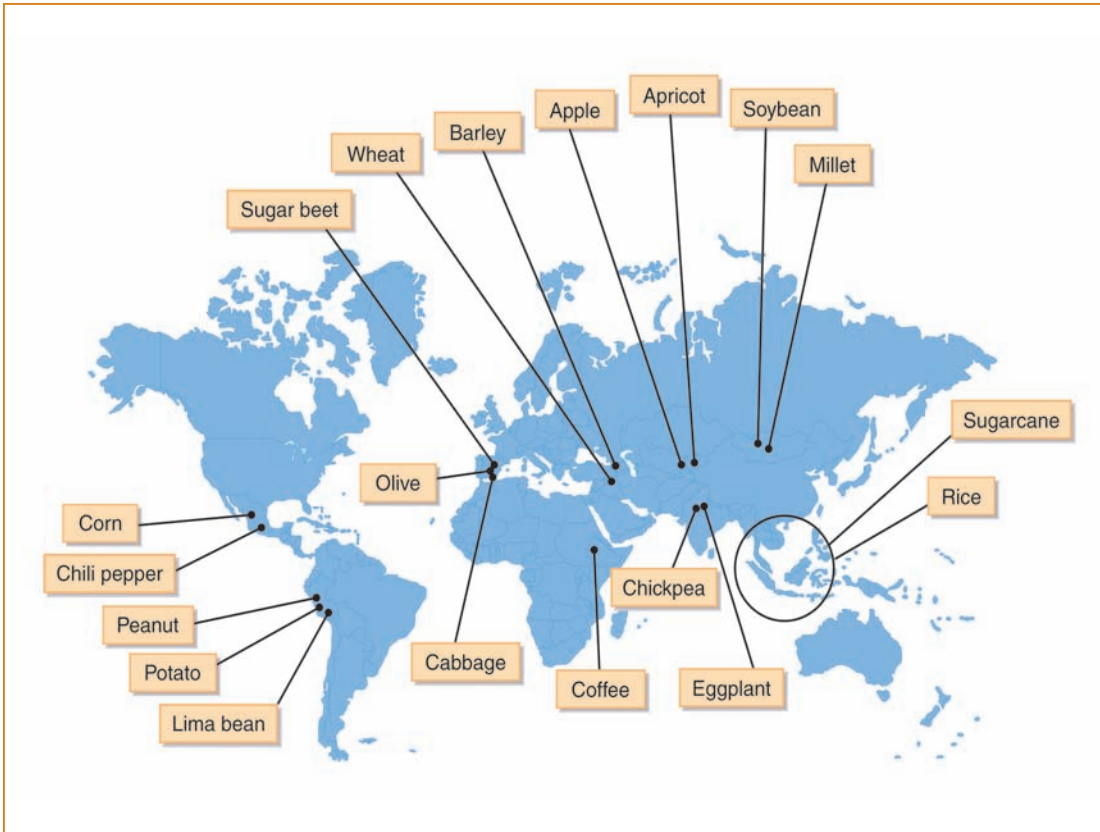 Apricot
Soybean
Apple
Barley
Millet
Wheat
Sugar beet
Sugarcane
Olive
Rice
Corn
Chili pepper
Chickpea
Peanut
Cabbage
Potato
Coffee
Eggplant
Lima bean